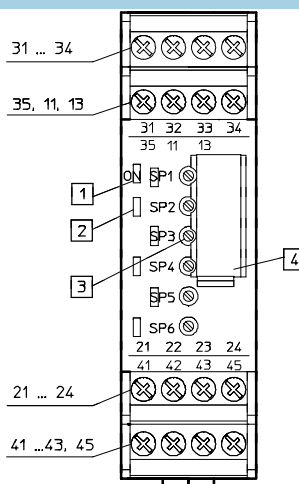 31 ... 34
35, 11, 13
31 32 33 34
35 11 13
ON SP1
1
SP2
2
SP3
SP4
4
3
SP5
SP6
21 22 23 24
41 42 43 45
21 ... 24
41 ...43, 45